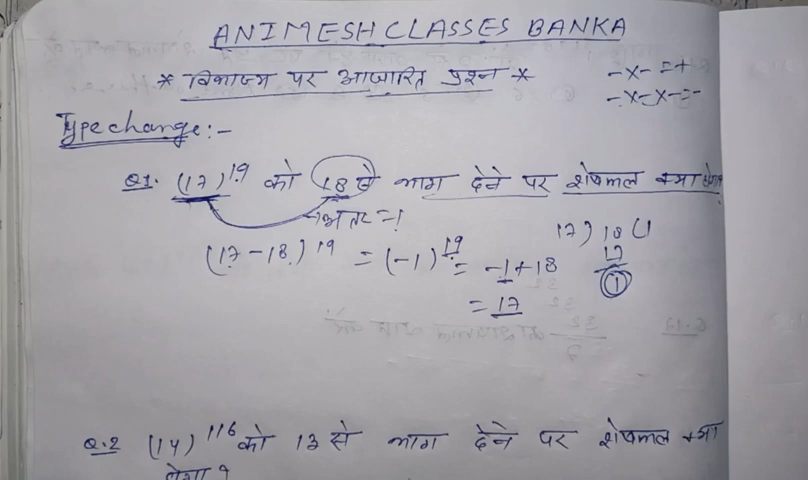 ANIMESH CLASSES BANKA
* विभाज्य पर आधारित प्रश्न *
-x- = +
-x-x- = -
Type change:-
Q1. (17)^19 को 18 से भाग देने पर शेषफल क्या होगा
अंतर = 1
(17-18)^19 = (-1)^19 = -1+18
= 17
17) 18 (1
17
1
Q.2 (14)^116 को 13 से भाग देने पर शेषफल क्या
होगा ?